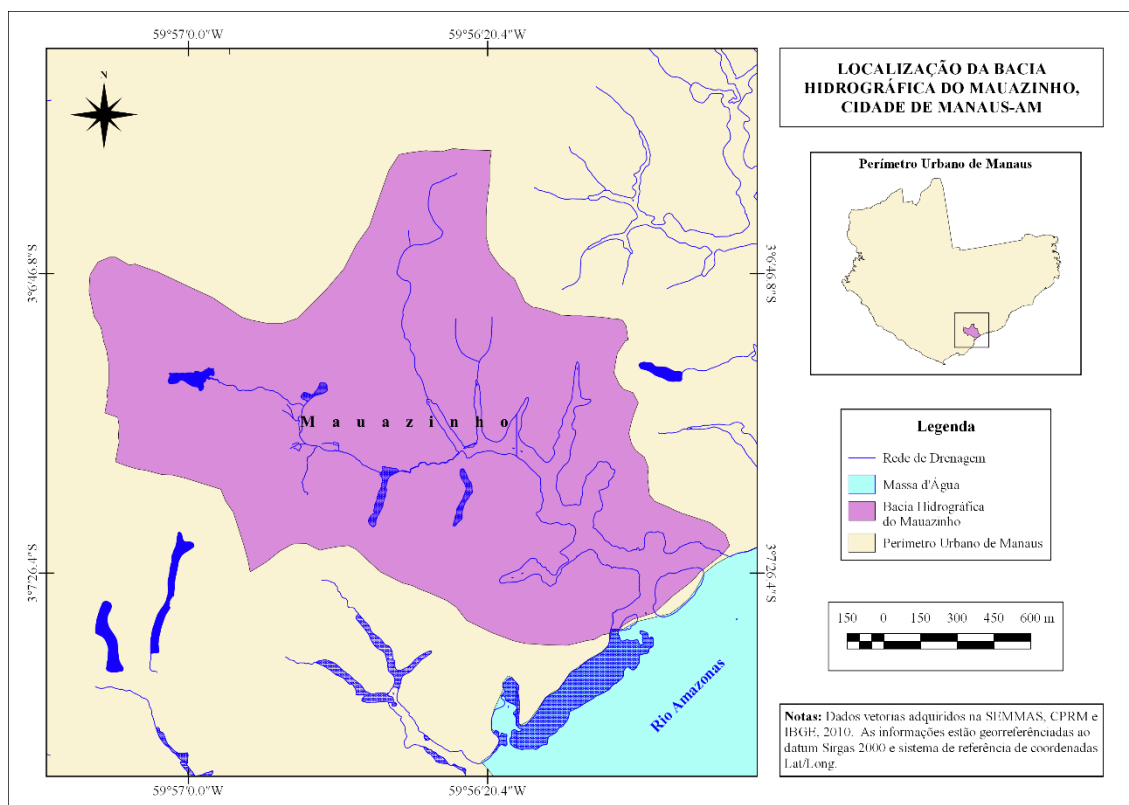 59°57'0.0"W
59°56'20.4"W
N
3°6'46.8"S
3°6'46.8"S
M a u a z i n h o
3°7'26.4"S
3°7'26.4"S
Rio Amazonas
59°57'0.0"W
59°56'20.4"W
LOCALIZAÇÃO DA BACIA
HIDROGRÁFICA DO MAUAZINHO,
CIDADE DE MANAUS-AM
Perímetro Urbano de Manaus
Legenda
Rede de Drenagem
Massa d'Água
Bacia Hidrográfica
do Mauazinho
Perímetro Urbano de Manaus
150 0 150 300 450 600 m
Notas: Dados vetorias adquiridos na SEMMAS, CPRM e
IBGE, 2010. As informações estão georreferênciadas ao
datum Sirgas 2000 e sistema de referência de coordenadas
Lat/Long.